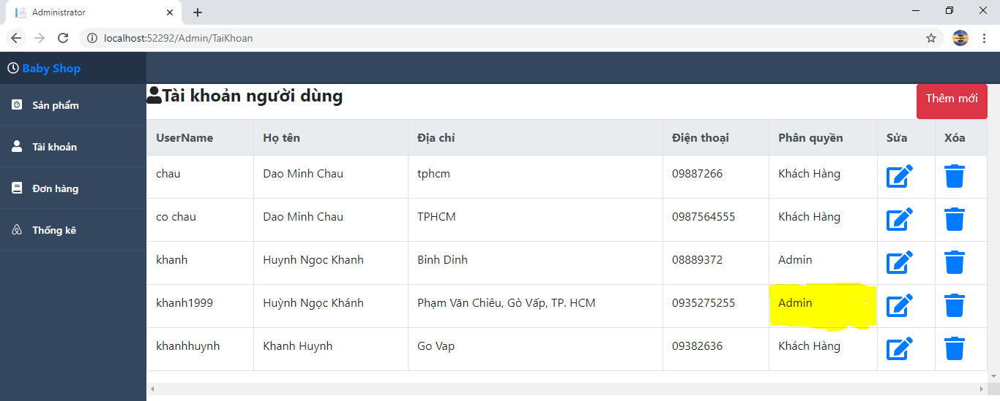 Administrator
localhost:52292/Admin/TaiKhoan
Baby Shop
Sản phẩm
Tài khoản
Đơn hàng
Thống kê
Tài khoản người dùng
Thêm mới
UserName Họ tên Địa chỉ Điện thoại Phân quyền Sửa Xóa
chau Dao Minh Chau tphcm 09887266 Khách Hàng
co chau Dao Minh Chau TPHCM 0987564555 Khách Hàng
khanh Huynh Ngoc Khanh Binh Dinh 08889372 Admin
khanh1999 Huỳnh Ngọc Khánh Phạm Văn Chiêu, Gò Vấp, TP. HCM 0935275255 Admin
khanhhuynh Khanh Huynh Go Vap 09382636 Khách Hàng